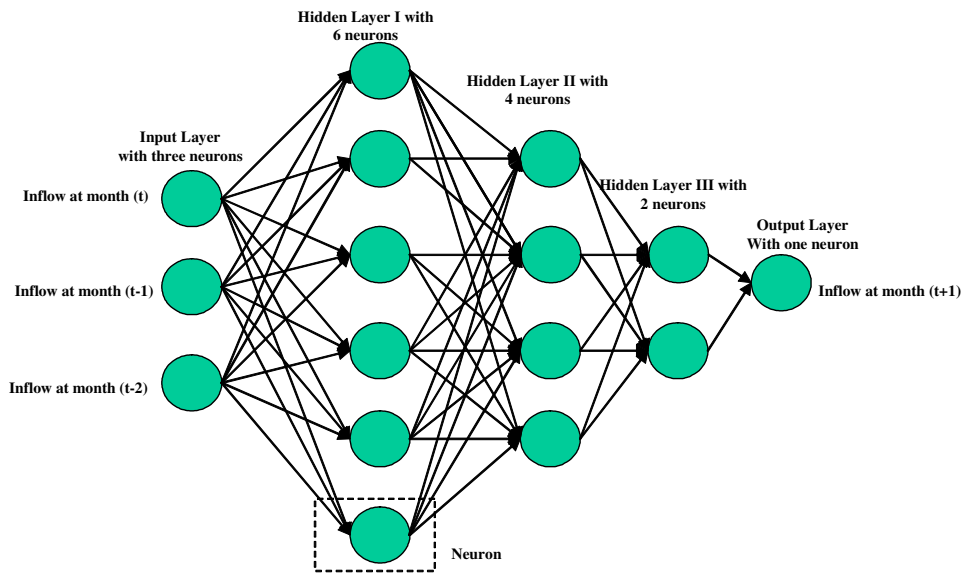 Hidden Layer I with
6 neurons
Hidden Layer II with
4 neurons
Input Layer
with three neurons
Hidden Layer III with
2 neurons
Inflow at month (t)
Output Layer
With one neuron
Inflow at month (t-1)
Inflow at month (t+1)
Inflow at month (t-2)
Neuron